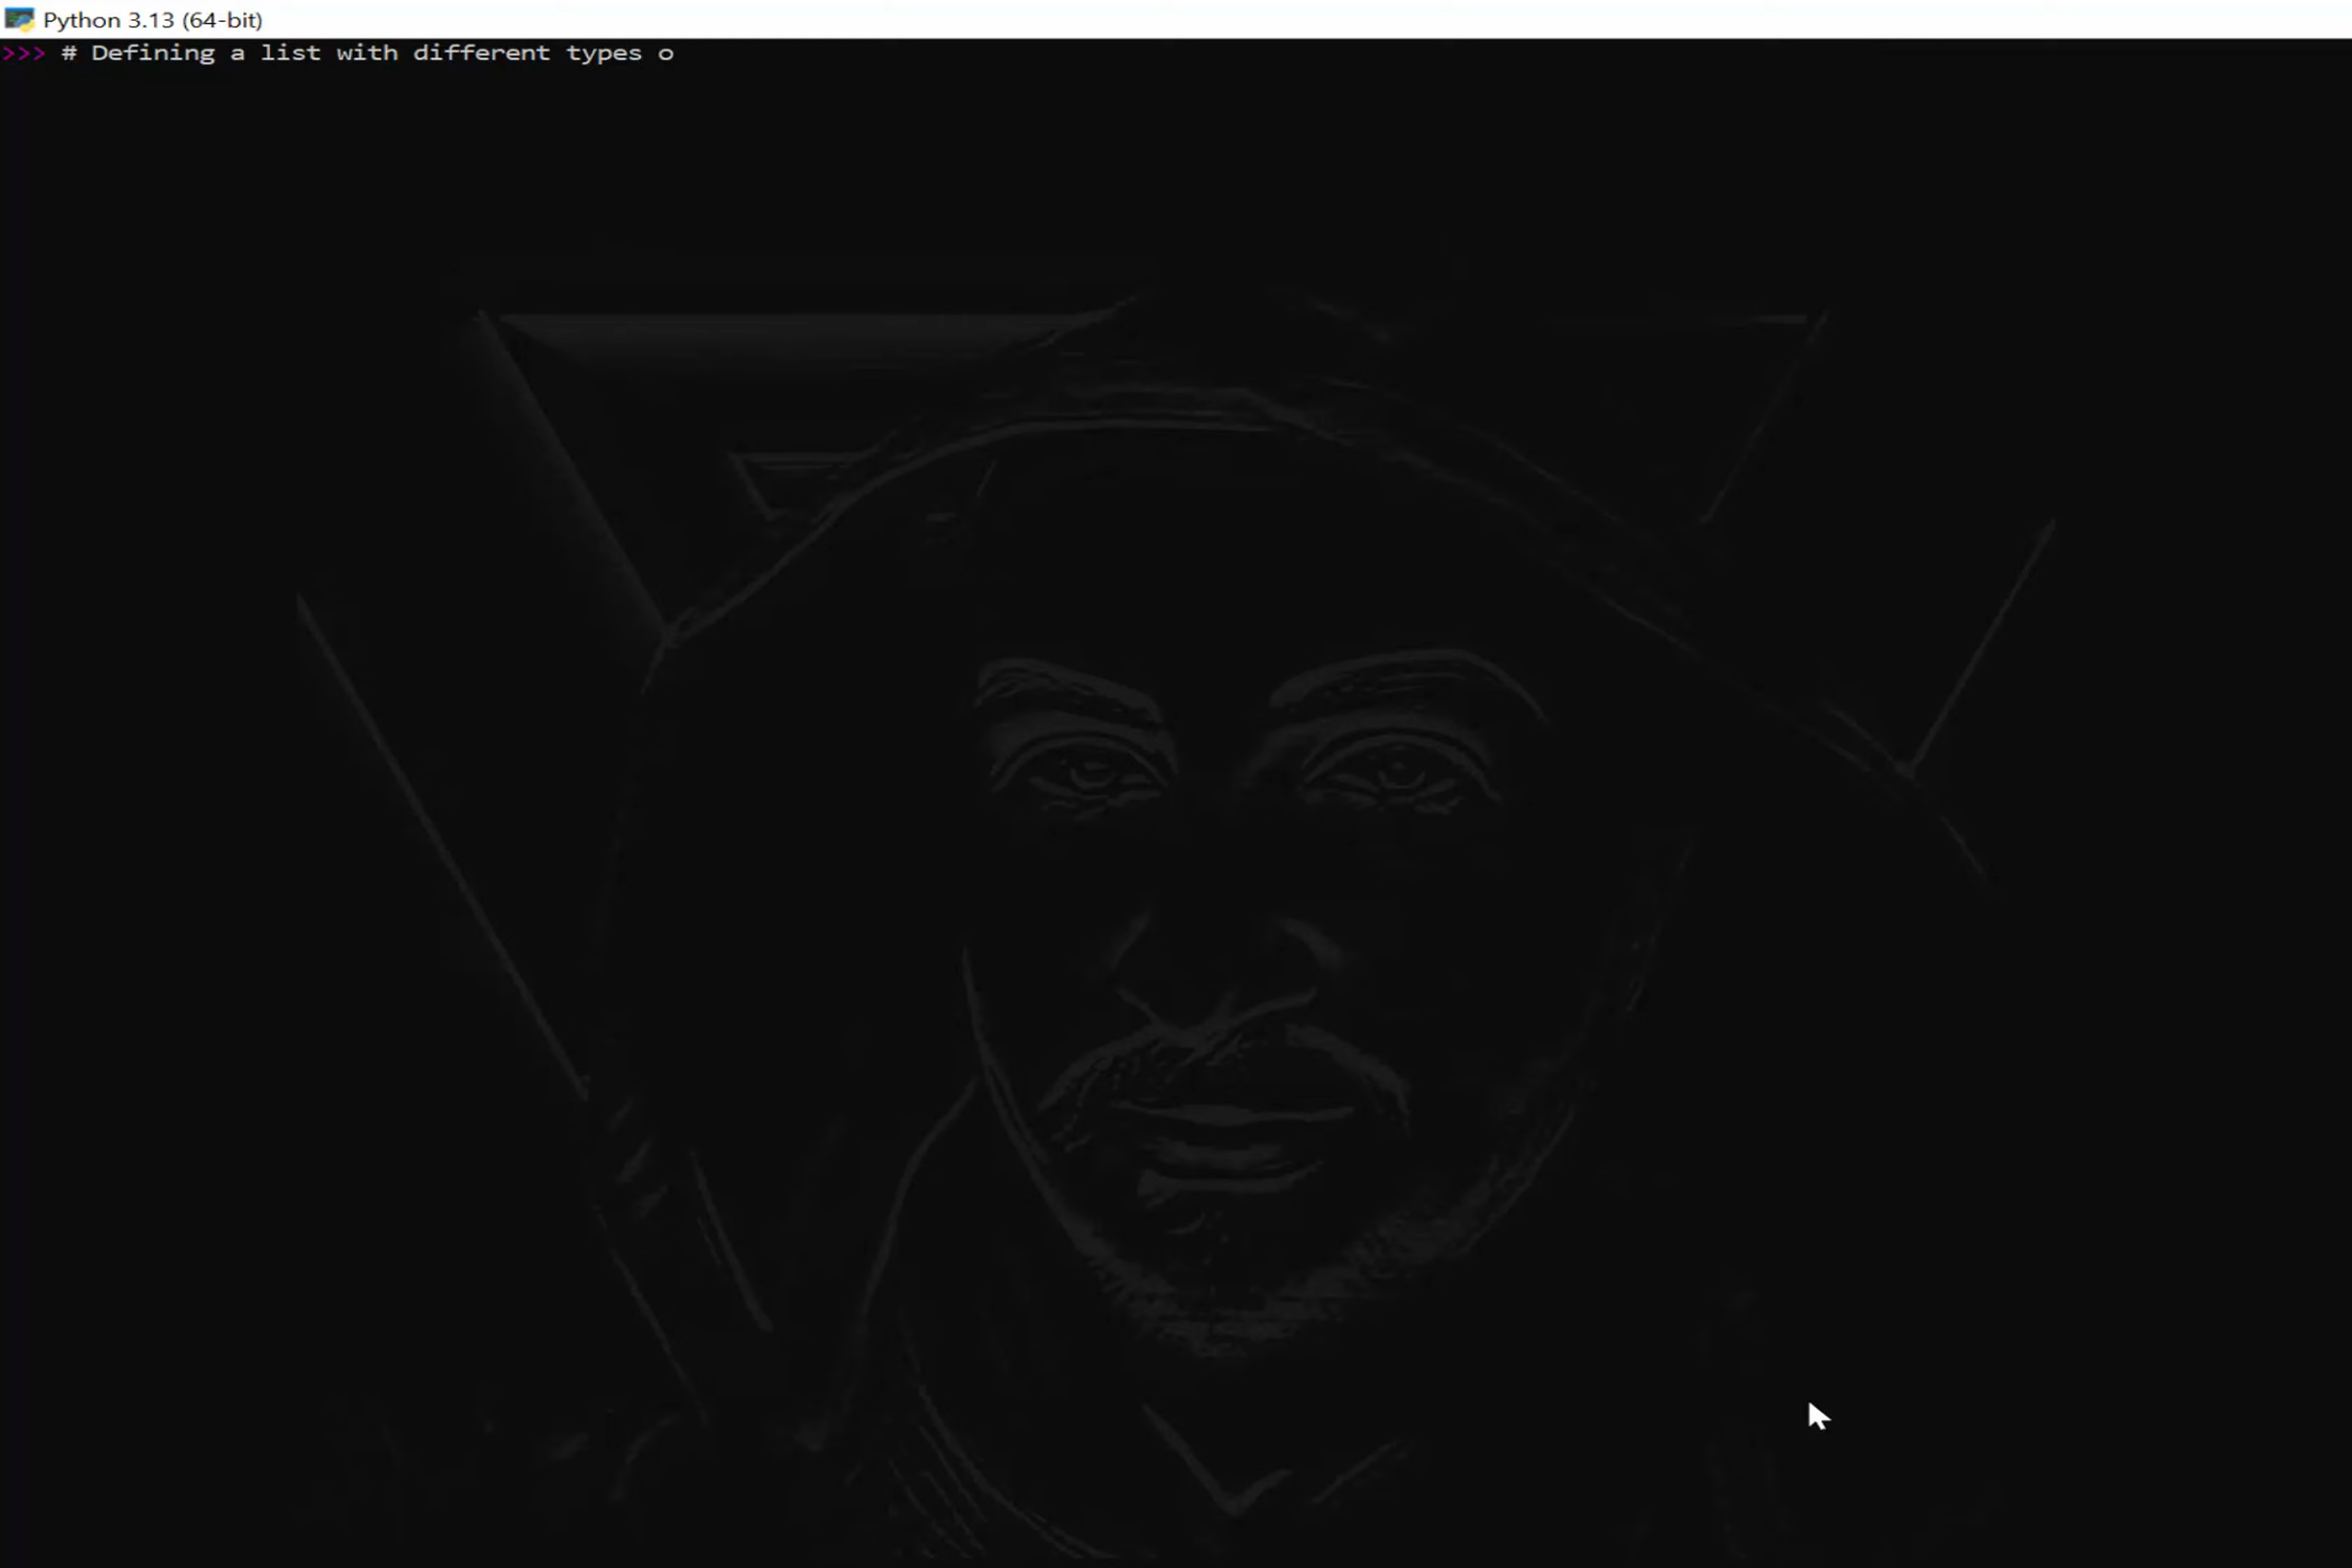 Python 3.13 (64-bit)
>>> # Defining a list with different types o